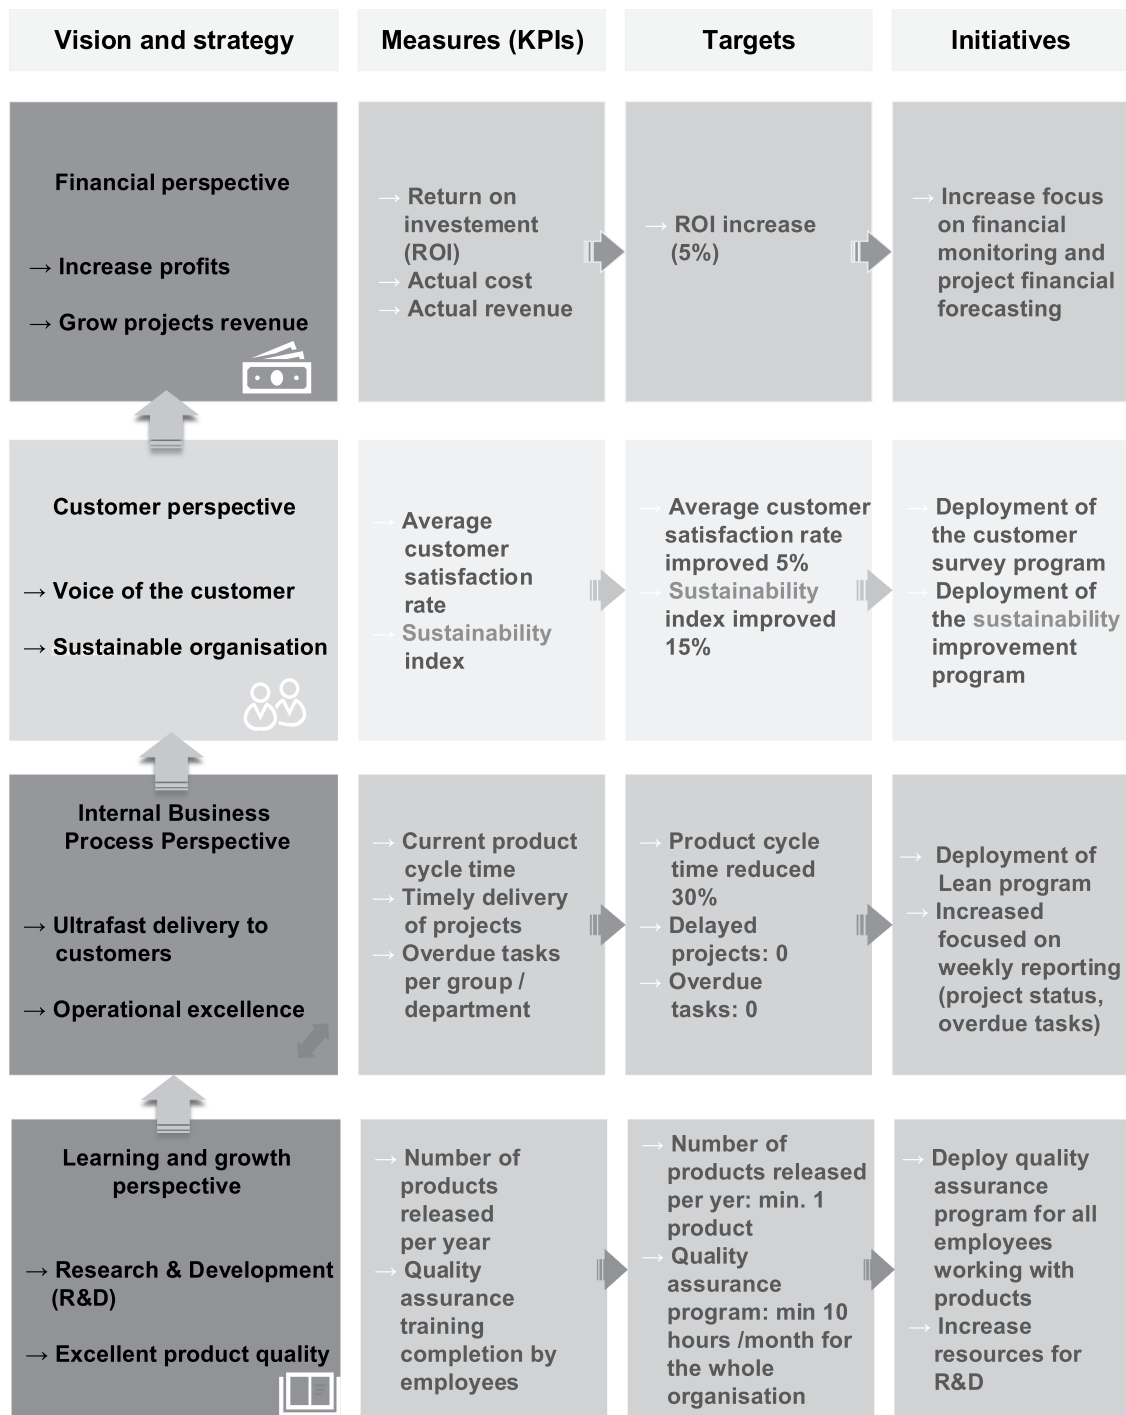 Vision and strategy
Measures (KPIs)
Targets
Initiatives
Financial perspective
→ Increase profits
→ Grow projects revenue
→ Return on
investement
(ROI)
→ Actual cost
→ Actual revenue
→ ROI increase
(5%)
→ Increase focus
on financial
monitoring and
project financial
forecasting
Customer perspective
→ Voice of the customer
→ Sustainable organisation
→ Average
customer
satisfaction
rate
→ Sustainability
index
→ Average customer
satisfaction rate
improved 5%
→ Sustainability
index improved
15%
→ Deployment of
the customer
survey program
→ Deployment of
the sustainability
improvement
program
Internal Business
Process Perspective
→ Ultrafast delivery to
customers
→ Operational excellence
→ Current product
cycle time
→ Timely delivery
of projects
→ Overdue tasks
per group /
department
→ Product cycle
time reduced
30%
→ Delayed
projects: 0
→ Overdue
tasks: 0
→ Deployment of
Lean program
→ Increased
focused on
weekly reporting
(project status,
overdue tasks)
Learning and growth
perspective
→ Research & Development
(R&D)
→ Excellent product quality
→ Number of
products
released
per year
→ Quality
assurance
training
completion by
employees
→ Number of
products released
per yer: min. 1
product
→ Quality
assurance
program: min 10
hours /month for
the whole
organisation
→ Deploy quality
assurance
program for all
employees
working with
products
→ Increase
resources for
R&D